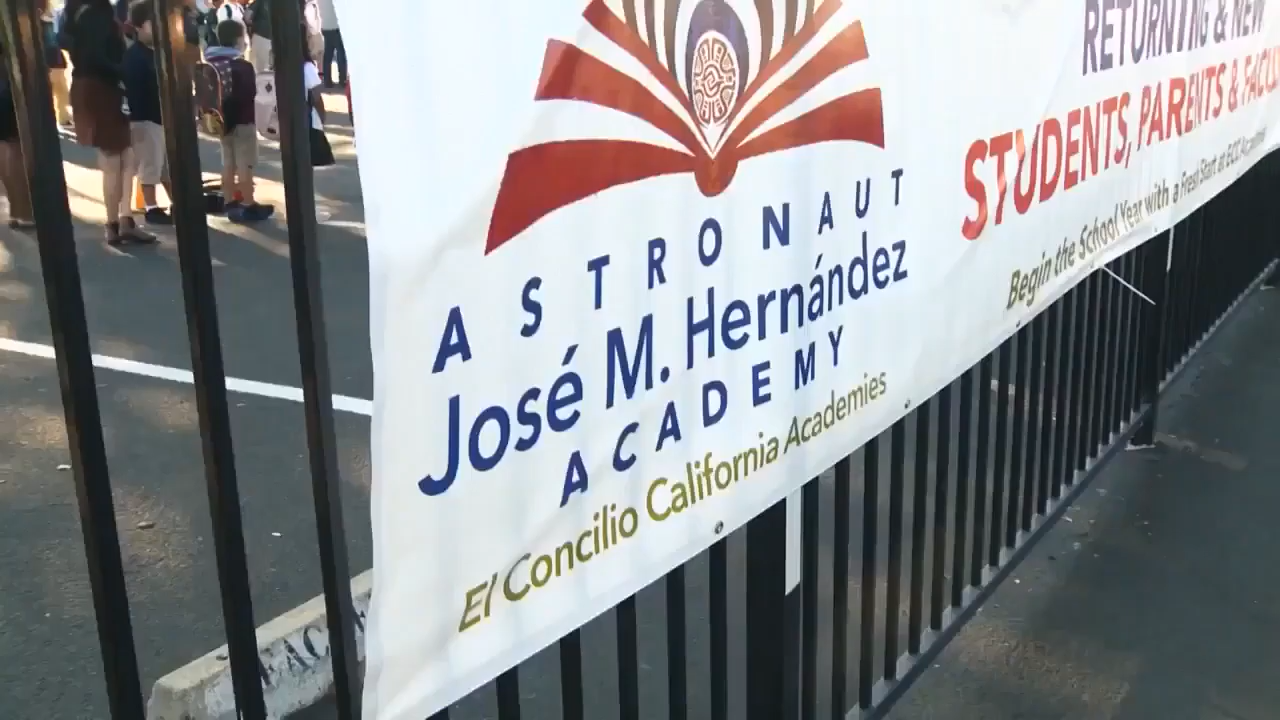 ASTRONAUT
José M. Hernández
ACADEMY
El Concilio California Academies
RETURNING & NEW
STUDENTS, PARENTS & FACU
Begin the School Year with a Fresh Start at ECC